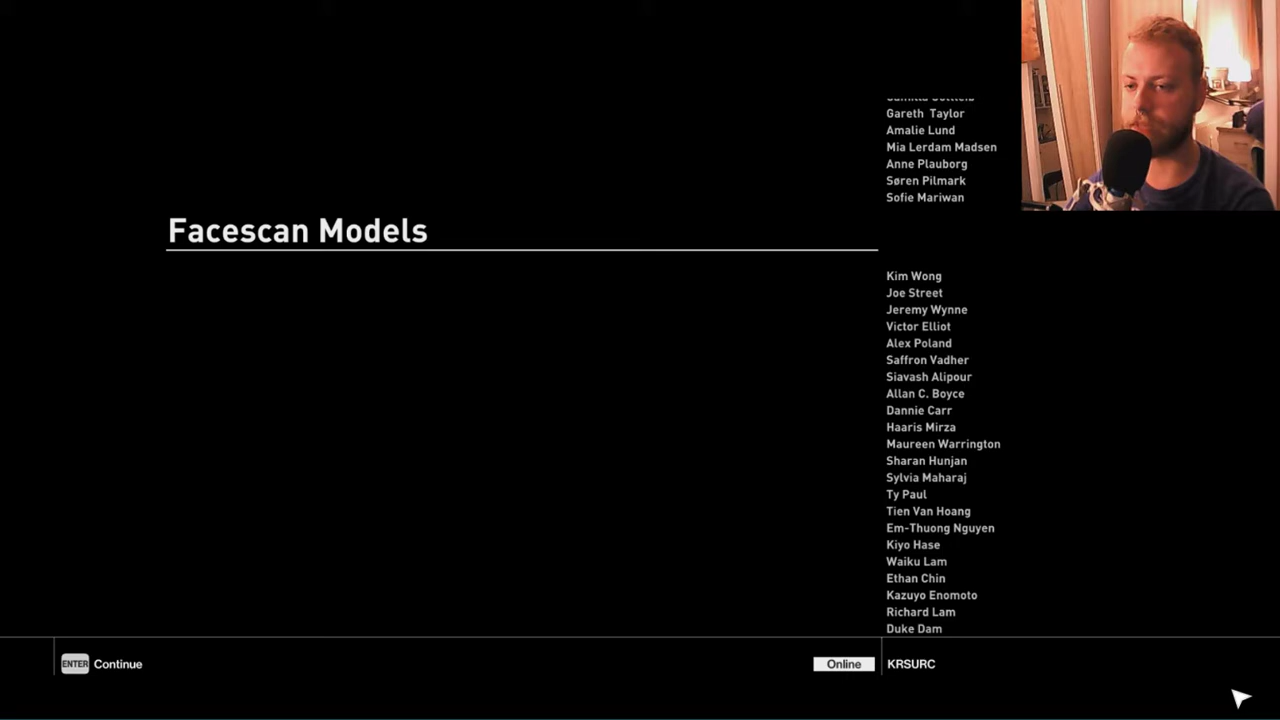 Gareth Taylor
Amalie Lund
Mia Lerdam Madsen
Anne Plauborg
Søren Pilmark
Sofie Mariwan
Facescan Models
Kim Wong
Joe Street
Jeremy Wynne
Victor Elliot
Alex Poland
Saffron Vadher
Siavash Alipour
Allan C. Boyce
Dannie Carr
Haaris Mirza
Maureen Warrington
Sharan Hunjan
Sylvia Maharaj
Ty Paul
Tien Van Hoang
Em-Thuong Nguyen
Kiyo Hase
Waiku Lam
Ethan Chin
Kazuyo Enomoto
Richard Lam
Duke Dam
ENTER Continue
Online KRSURC